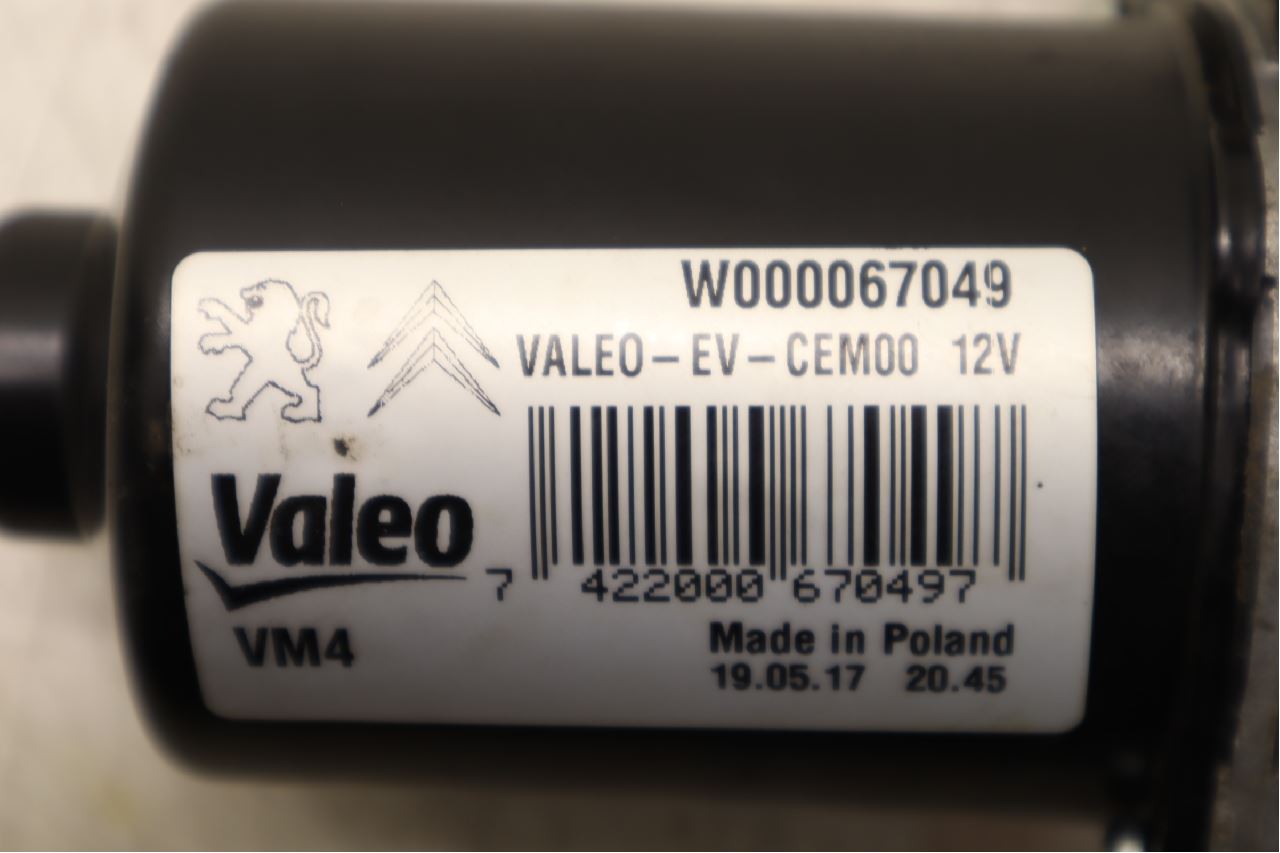 W000067049
VALEO-EV-CEM00 12V
Valeo
7 422000 670497
VM4
Made in Poland
19.05.17 20.45